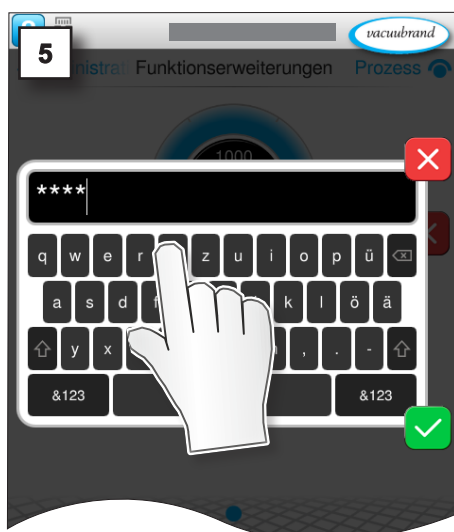 5
vacuubrand
Funktionserweiterungen Prozess
1000
****
q w e r z u i o p ü
a s d f k l ö ä
y x , . -
&123 &123